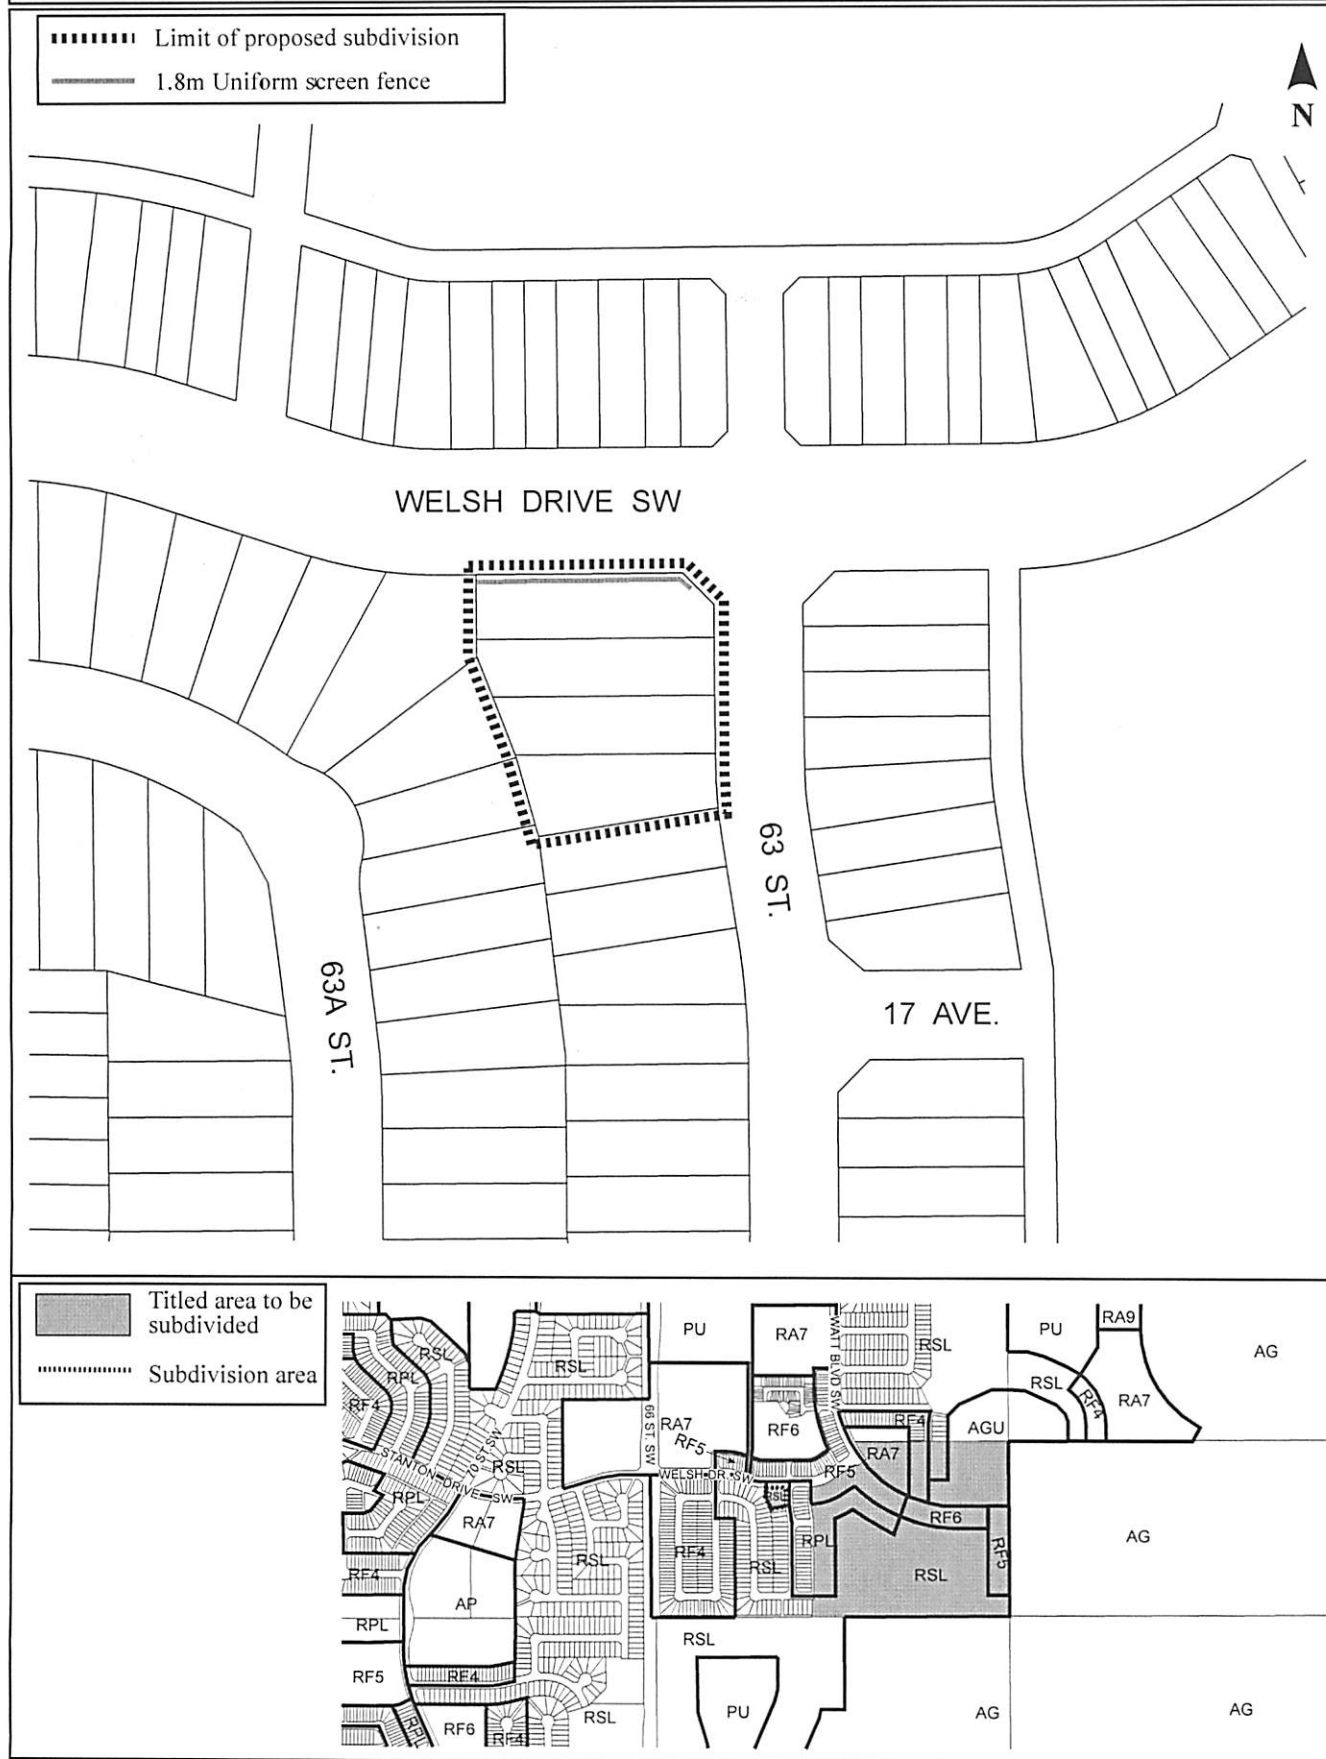 Limit of proposed subdivision
1.8m Uniform screen fence
N
WELSH DRIVE SW
63 ST.
63A ST.
17 AVE.
Titled area to be
subdivided
Subdivision area
PU
RA7
WATT BLVD SW
RSL
PU
RA9
AG
RSL
RPL
RF4
RSL
RA7
66 ST. SW
RF5
RF6
RF4
RA7
AGU
RSL
RF4
RA7
STANTON DRIVE SW
70 ST SW
RSL
WELSH DR. SW
RF5
RSL
RPL
RA7
RF6
AG
RF4
RSL
RF4
RSL
RPL
RSL
RF5
AP
RPL
RSL
RF5
RF4
RPL
RF6
RF4
RSL
PU
AG
AG